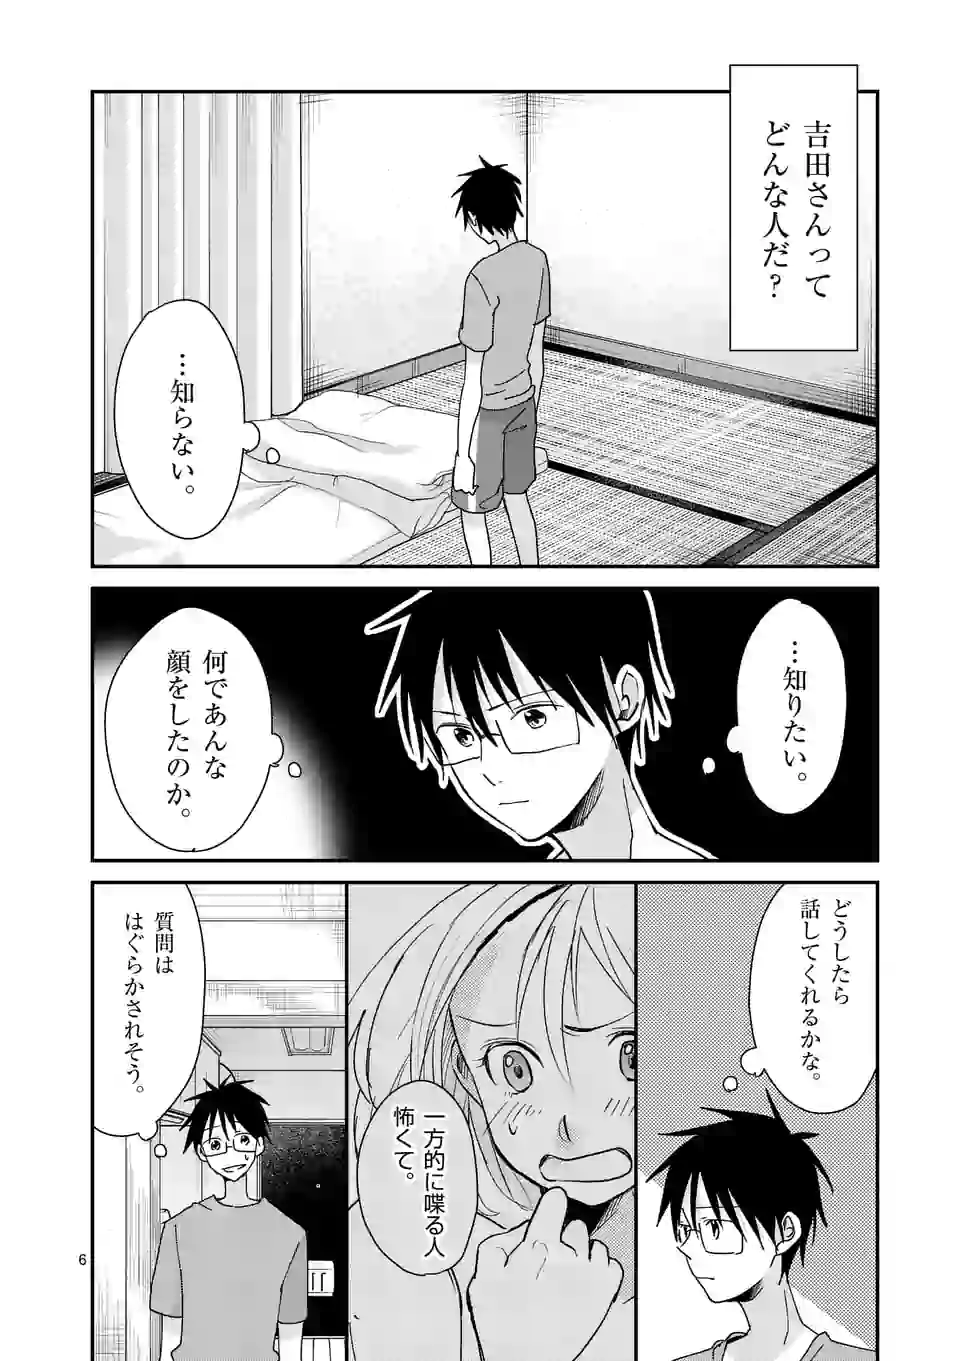 吉田さんって
どんな人だ?
…知らない。
…知りたい。
何であんな
顔をしたのか。
どうしたら
話してくれるかな。
一方的に喋る人
怖くて。
質問は
はぐらかされそう。
6